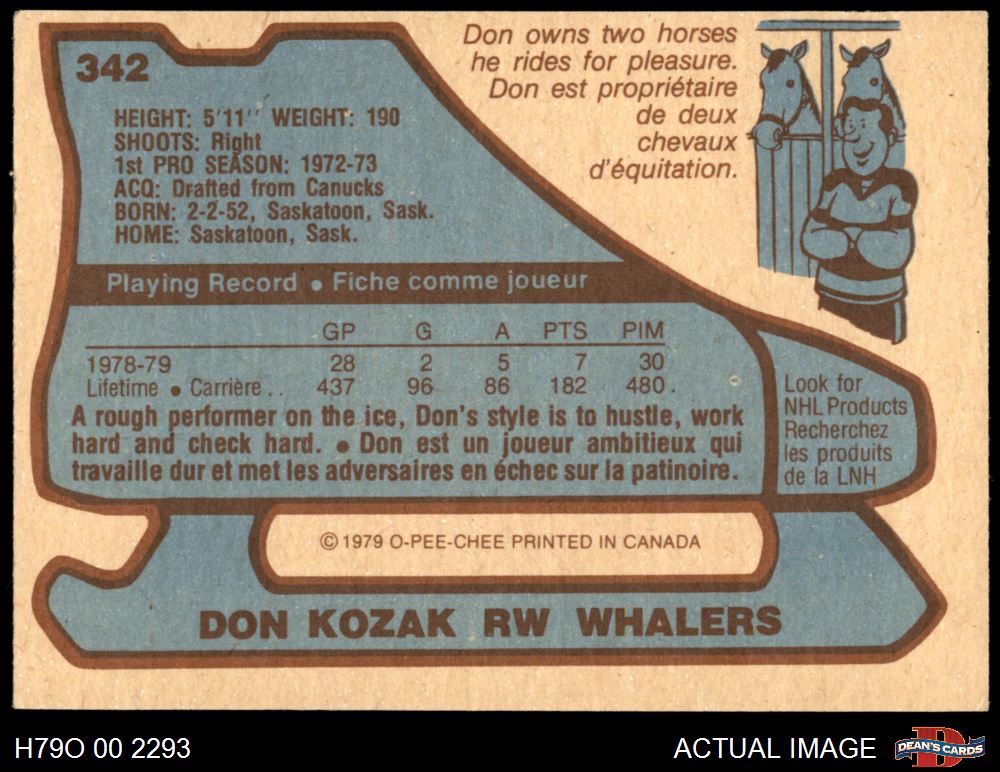 342
Don owns two horses
he rides for pleasure.
Don est propriétaire
de deux
chevaux
d'équitation.
HEIGHT: 5'11'' WEIGHT: 190
SHOOTS: Right
1st PRO SEASON: 1972-73
ACQ: Drafted from Canucks
BORN: 2-2-52, Saskatoon, Sask.
HOME: Saskatoon, Sask.
Playing Record • Fiche comme joueur
GP G A PTS PIM
1978-79 28 2 5 7 30
Lifetime • Carrière . . 437 96 86 182 480 .
A rough performer on the ice, Don's style is to hustle, work
hard and check hard. • Don est un joueur ambitieux qui
travaille dur et met les adversaires en échec sur la patinoire.
Look for
NHL Products
Recherchez
les produits
de la LNH
© 1979 O-PEE-CHEE PRINTED IN CANADA
DON KOZAK RW WHALERS
H79O 00 2293
ACTUAL IMAGE
D
DEAN'S CARDS